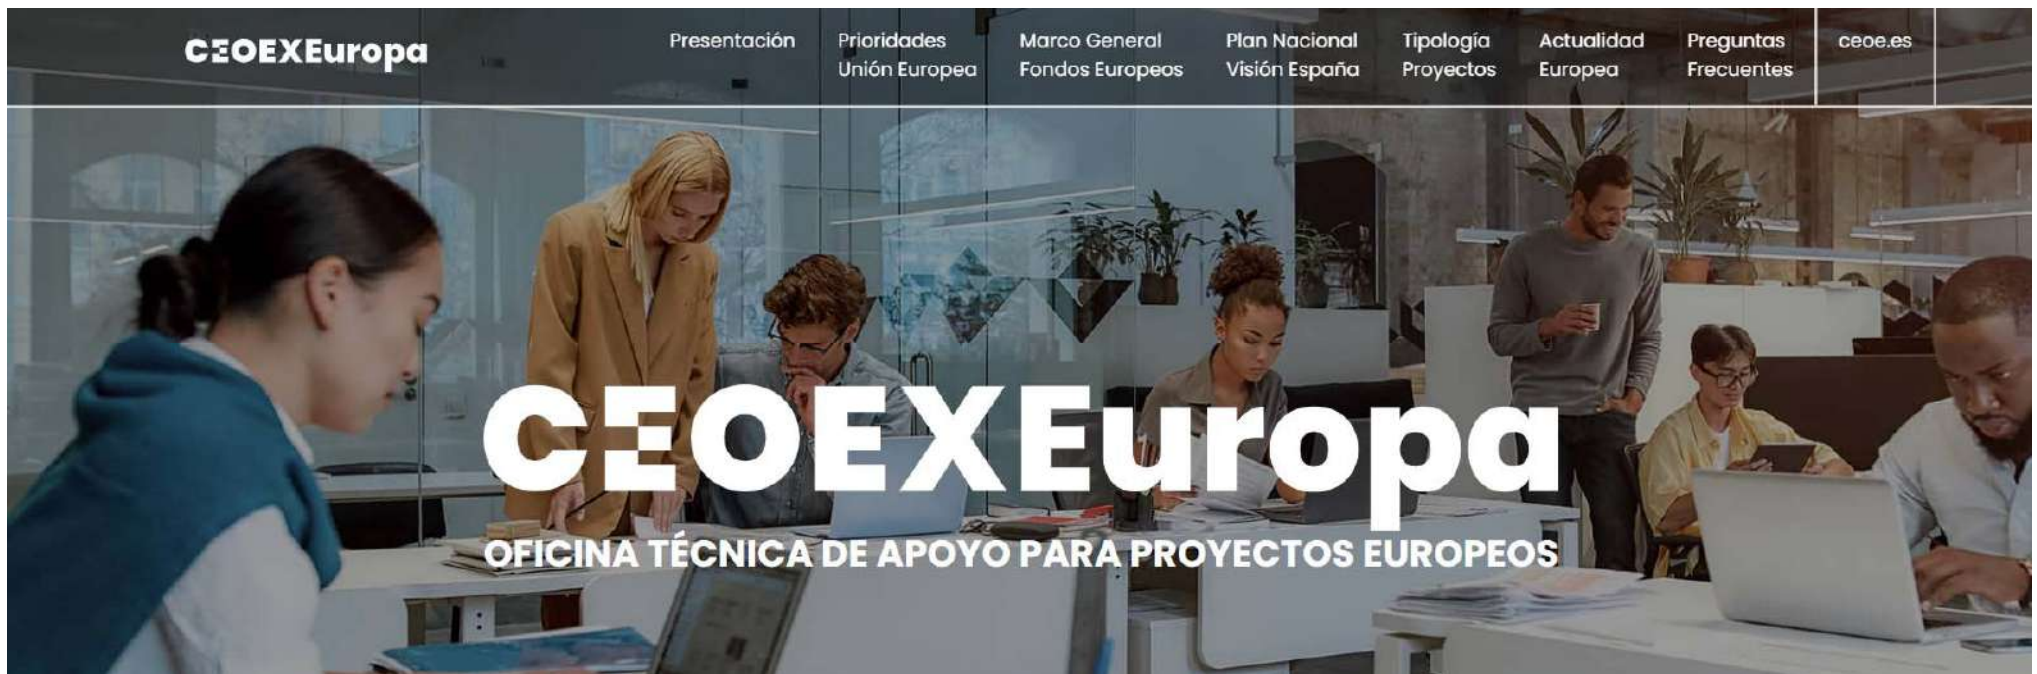 CEOEXEuropa
Presentación
Prioridades
Unión Europea
Marco General
Fondos Europeos
Plan Nacional
Visión España
Tipología
Proyectos
Actualidad
Europea
Preguntas
Frecuentes
ceoe.es
CEOEXEuropa
OFICINA TÉCNICA DE APOYO PARA PROYECTOS EUROPEOS